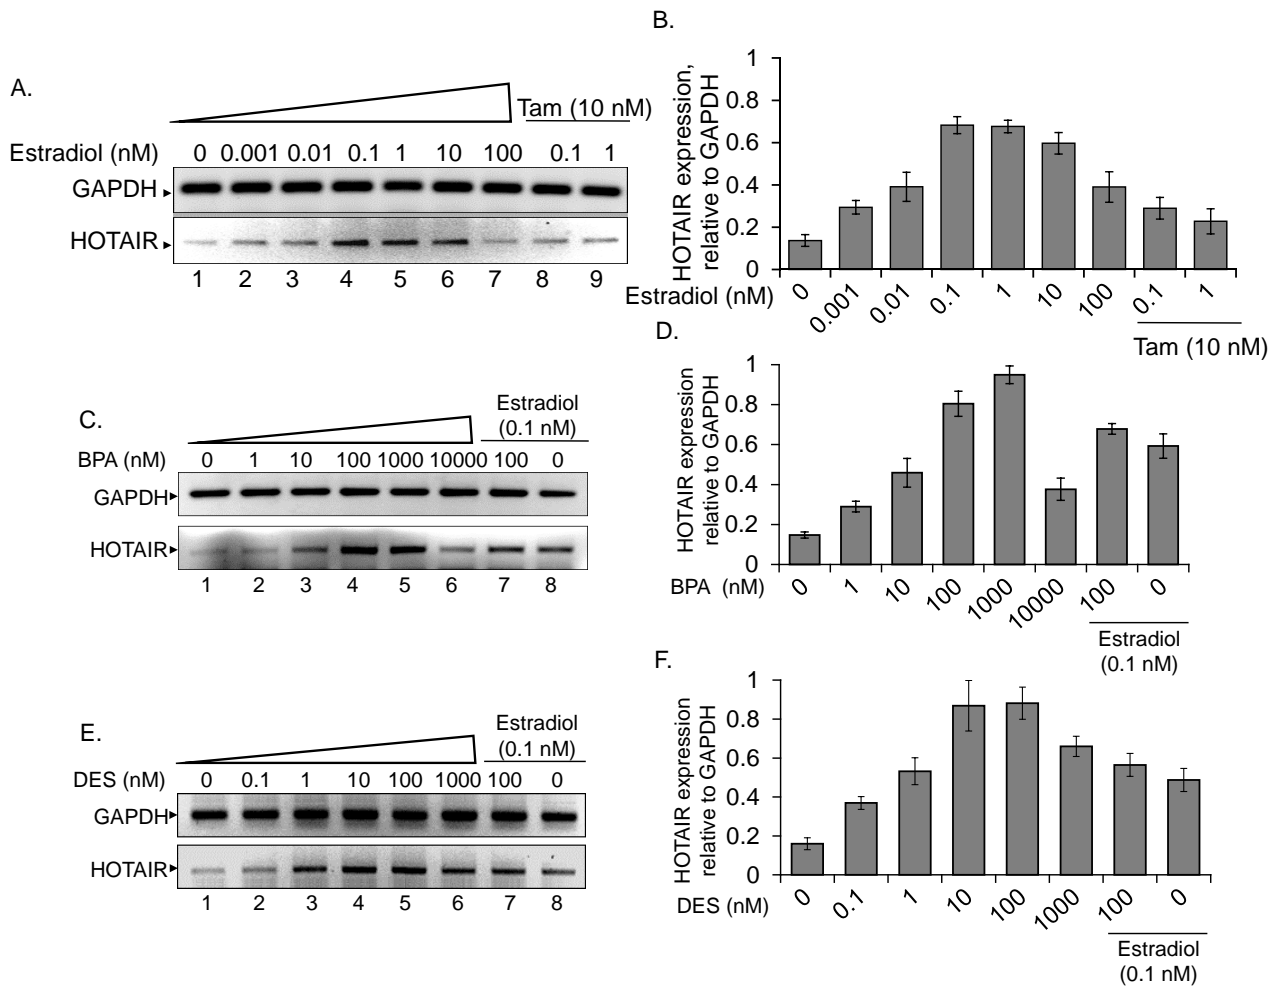 A.
Tam (10 nM)
Estradiol (nM) 0 0.001 0.01 0.1 1 10 100 0.1 1
GAPDH
HOTAIR
1 2 3 4 5 6 7 8 9
B.
HOTAIR expression,
relative to GAPDH
1
0.8
0.6
0.4
0.2
0
Estradiol (nM) 0 0.001 0.01 0.1 1 10 100 0.1 1
Tam (10 nM)
C.
Estradiol
(0.1 nM)
BPA (nM) 0 1 10 100 1000 10000 100 0
GAPDH
HOTAIR
1 2 3 4 5 6 7 8
D.
HOTAIR expression
relative to GAPDH
1
0.8
0.6
0.4
0.2
0
BPA (nM) 0 1 10 100 1000 10000 100 0
Estradiol
(0.1 nM)
E.
Estradiol
(0.1 nM)
DES (nM) 0 0.1 1 10 100 1000 100 0
GAPDH
HOTAIR
1 2 3 4 5 6 7 8
F.
HOTAIR expression
relative to GAPDH
1
0.8
0.6
0.4
0.2
0
DES (nM) 0 0.1 1 10 100 1000 100 0
Estradiol
(0.1 nM)